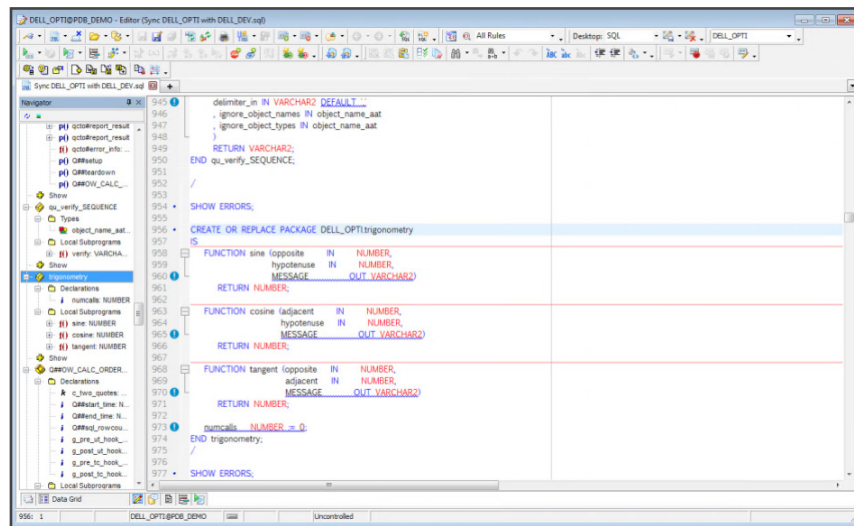 DELL_OPTI@PDB_DEMO - Editor (Sync DELL_OPTI with DELL_DEV.sql)
All Rules
Desktop: SQL
DELL_OPTI
Sync DELL_OPTI with DELL_DEV.sql
Navigator
p() qcto#report_result
p() qcto#report_result
f() qcto#error_info: ...
p() Q##setup
p() Q##teardown
p() Q##OW_CALC_...
Show
qu_verify_SEQUENCE
Types
object_name_aat...
Local Subprograms
f() verify: VARCHA...
Show
trigonometry
Declarations
i numcalls: NUMBER
Local Subprograms
f() sine: NUMBER
f() cosine: NUMBER
f() tangent: NUMBER
Show
Q##OW_CALC_ORDER...
Declarations
k c_two_quotes: ...
i Q##start_time: N...
i Q##end_time: N...
i Q##sql_rowcou...
i g_pre_ut_hook_...
i g_post_ut_hook_...
i g_pre_tc_hook_...
i g_post_tc_hook...
Local Subprograms
945 delimiter_in IN VARCHAR2 DEFAULT
946 , ignore_object_names IN object_name_aat
947 , ignore_object_types IN object_name_aat
948 )
949 RETURN VARCHAR2;
950 END qu_verify_SEQUENCE;
951
952 /
953
954 SHOW ERRORS;
955
956 CREATE OR REPLACE PACKAGE DELL_OPTI.trigonometry
957 IS
958 FUNCTION sine (opposite IN NUMBER,
959 hypotenuse IN NUMBER,
960 MESSAGE OUT VARCHAR2)
961 RETURN NUMBER;
962
963 FUNCTION cosine (adjacent IN NUMBER,
964 hypotenuse IN NUMBER,
965 MESSAGE OUT VARCHAR2)
966 RETURN NUMBER;
967
968 FUNCTION tangent (opposite IN NUMBER,
969 adjacent IN NUMBER,
970 MESSAGE OUT VARCHAR2)
971 RETURN NUMBER;
972
973 numcalls NUMBER := 0;
974 END trigonometry;
975 /
976
977 SHOW ERRORS;
Data Grid
956: 1
DELL_OPTI@PDB_DEMO
Uncontrolled